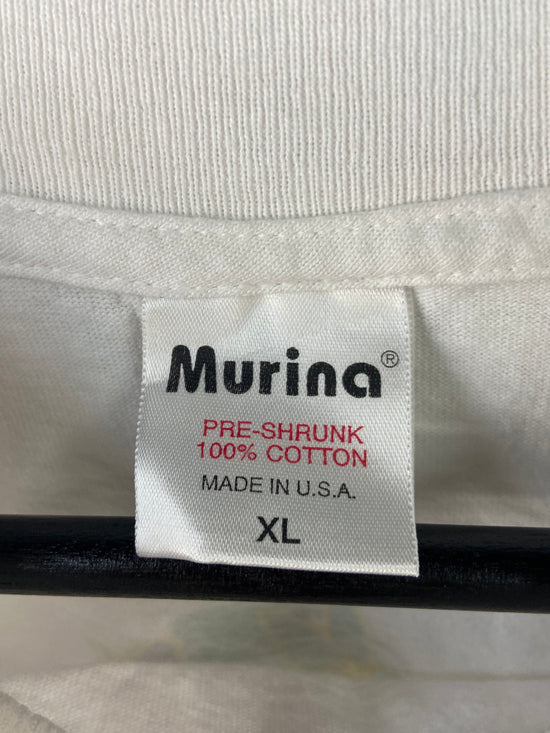 Murina®
PRE-SHRUNK
100% COTTON
MADE IN U.S.A.
XL